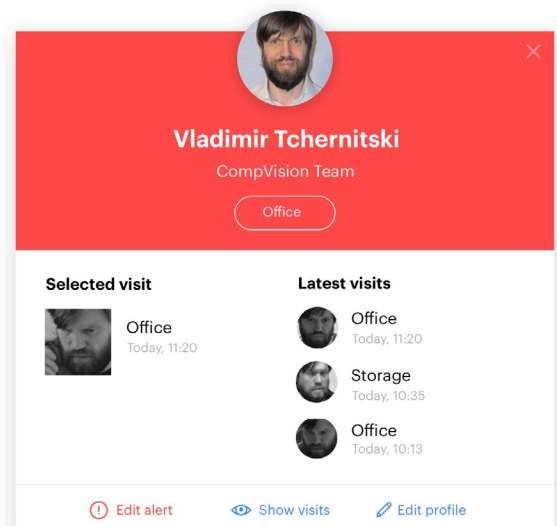 Vladimir Tchernitski
CompVision Team
Office
Selected visit
Office
Today, 11:20
Latest visits
Office
Today, 11:20
Storage
Today, 10:35
Office
Today, 10:13
Edit alert
Show visits
Edit profile